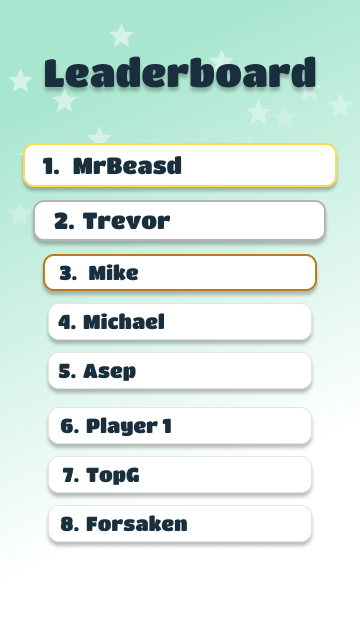 Leaderboard
1. MrBeasd
2. Trevor
3. Mike
4. Michael
5. Asep
6. Player 1
7. TopG
8. Forsaken